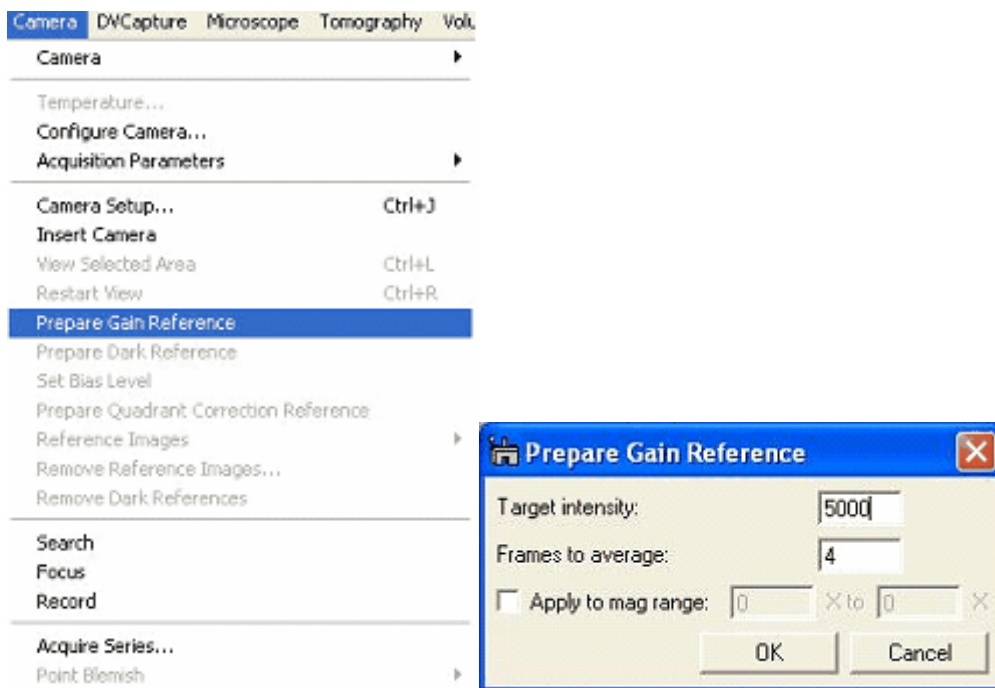 Camera DVCapture Microscope Tomography Volu
Camera
Temperature...
Configure Camera...
Acquisition Parameters
Camera Setup... Ctrl+J
Insert Camera
View Selected Area Ctrl+L
Restart View Ctrl+R
Prepare Gain Reference
Prepare Dark Reference
Set Bias Level
Prepare Quadrant Correction Reference
Reference Images
Remove Reference Images...
Remove Dark References
Search
Focus
Record
Acquire Series...
Point Blemish
Prepare Gain Reference
Target intensity: 5000
Frames to average: 4
Apply to mag range: 0 X to 0 X
OK Cancel